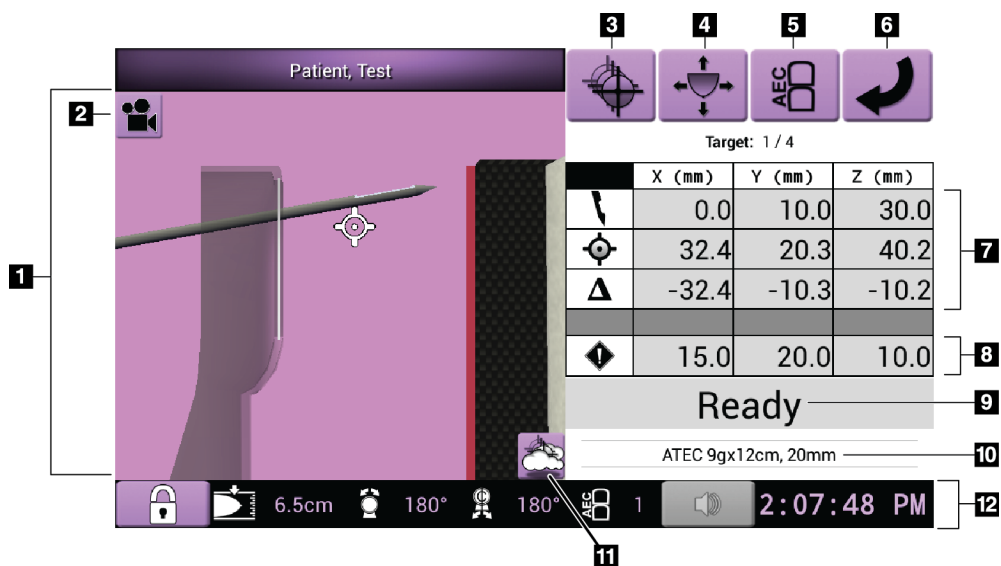 3 4 5 6
Patient, Test
AEC
1
2
Target: 1 / 4
X (mm) Y (mm) Z (mm)
0.0 10.0 30.0
32.4 20.3 40.2
7
Δ -32.4 -10.3 -10.2
15.0 20.0 10.0
8
Ready
9
ATEC 9gx12cm, 20mm
10
6.5cm 180° 180° AEC 1 2:07:48 PM
12
11